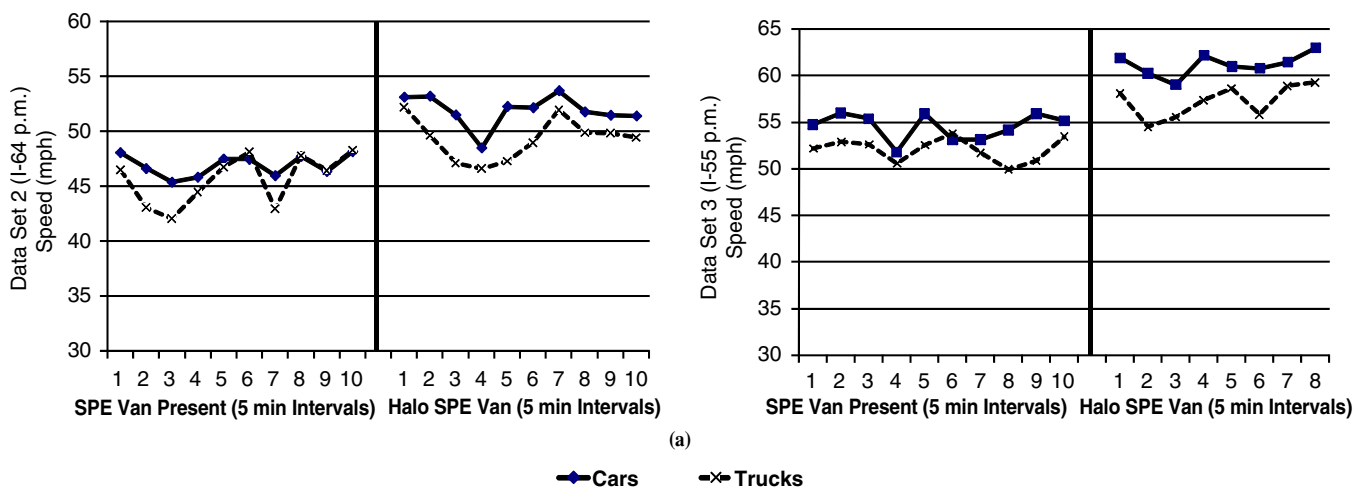 Data Set 2 (I-64 p.m.)
Speed (mph)
60
55
50
45
40
35
30
1 2 3 4 5 6 7 8 9 10 1 2 3 4 5 6 7 8 9 10
SPE Van Present (5 min Intervals) Halo SPE Van (5 min Intervals)
Data Set 3 (I-55 p.m.)
Speed (mph)
65
60
55
50
45
40
35
30
1 2 3 4 5 6 7 8 9 10 1 2 3 4 5 6 7 8
SPE Van Present (5 min Intervals) Halo SPE Van (5 min Intervals)
(a)
Cars Trucks